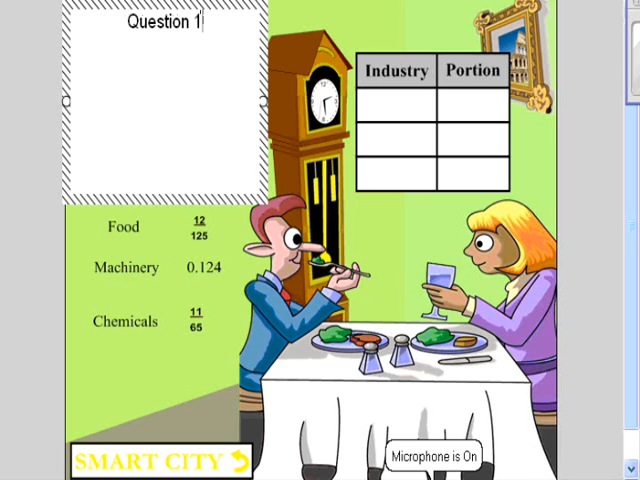 Question 1
Industry Portion
Food 12/125
Machinery 0.124
Chemicals 11/65
SMART CITY
Microphone is On